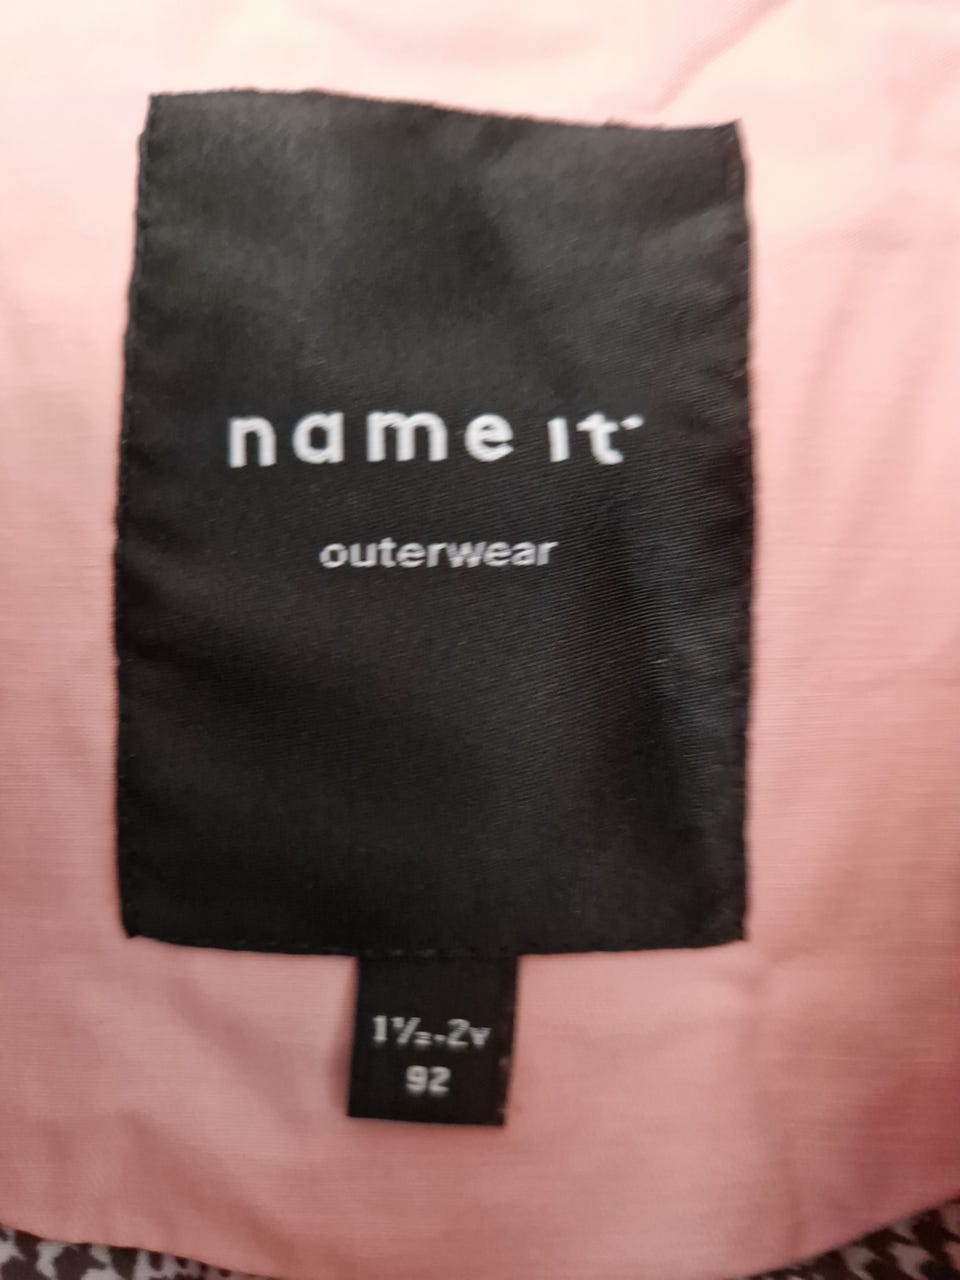 name it
outerwear
1½-2y
92